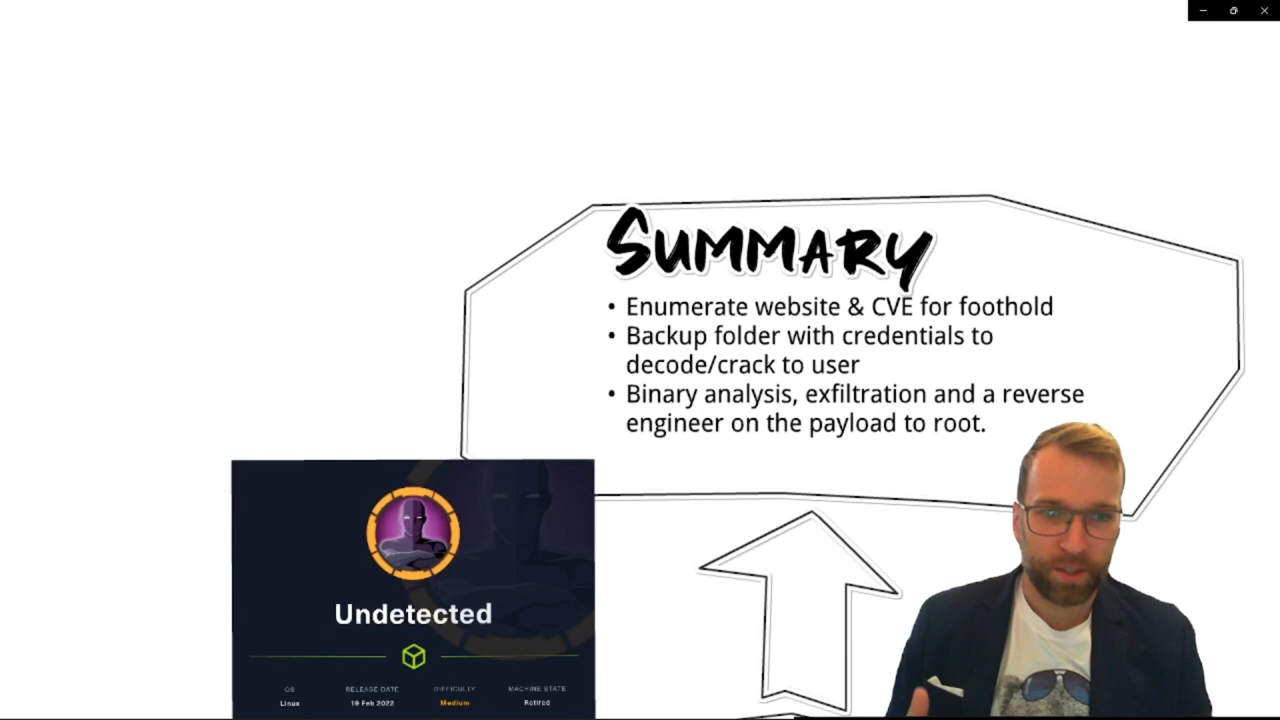 Summary
• Enumerate website & CVE for foothold
• Backup folder with credentials to
decode/crack to user
• Binary analysis, exfiltration and a reverse
engineer on the payload to root.
Undetected
OS
RELEASE DATE
DIFFICULTY
MACHINE STATE
Linux
19 Feb 2022
Medium
Retired